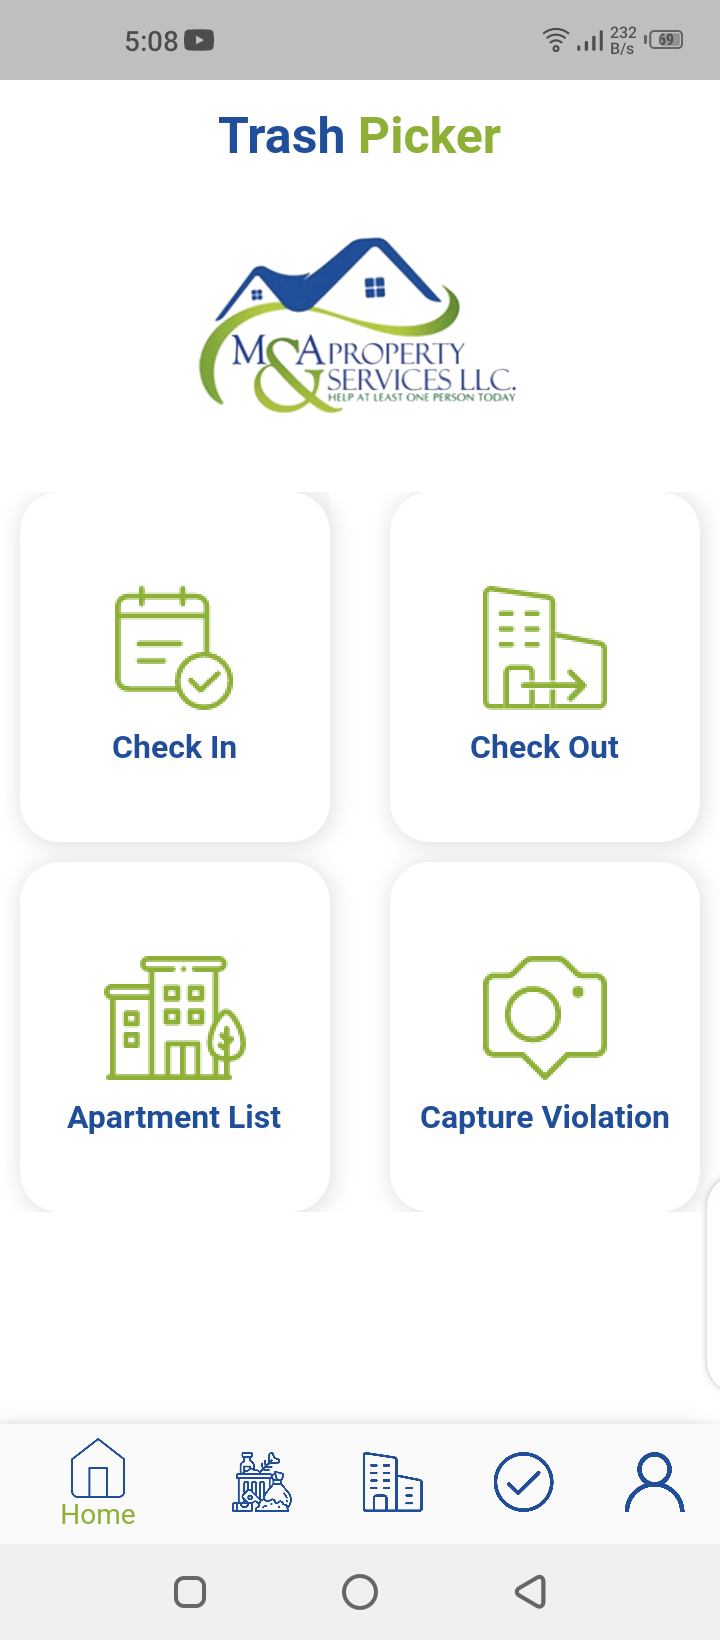 5:08
232
B/s
69
Trash Picker
M&A PROPERTY
SERVICES LLC.
HELP AT LEAST ONE PERSON TODAY
Check In
Check Out
Apartment List
Capture Violation
Home